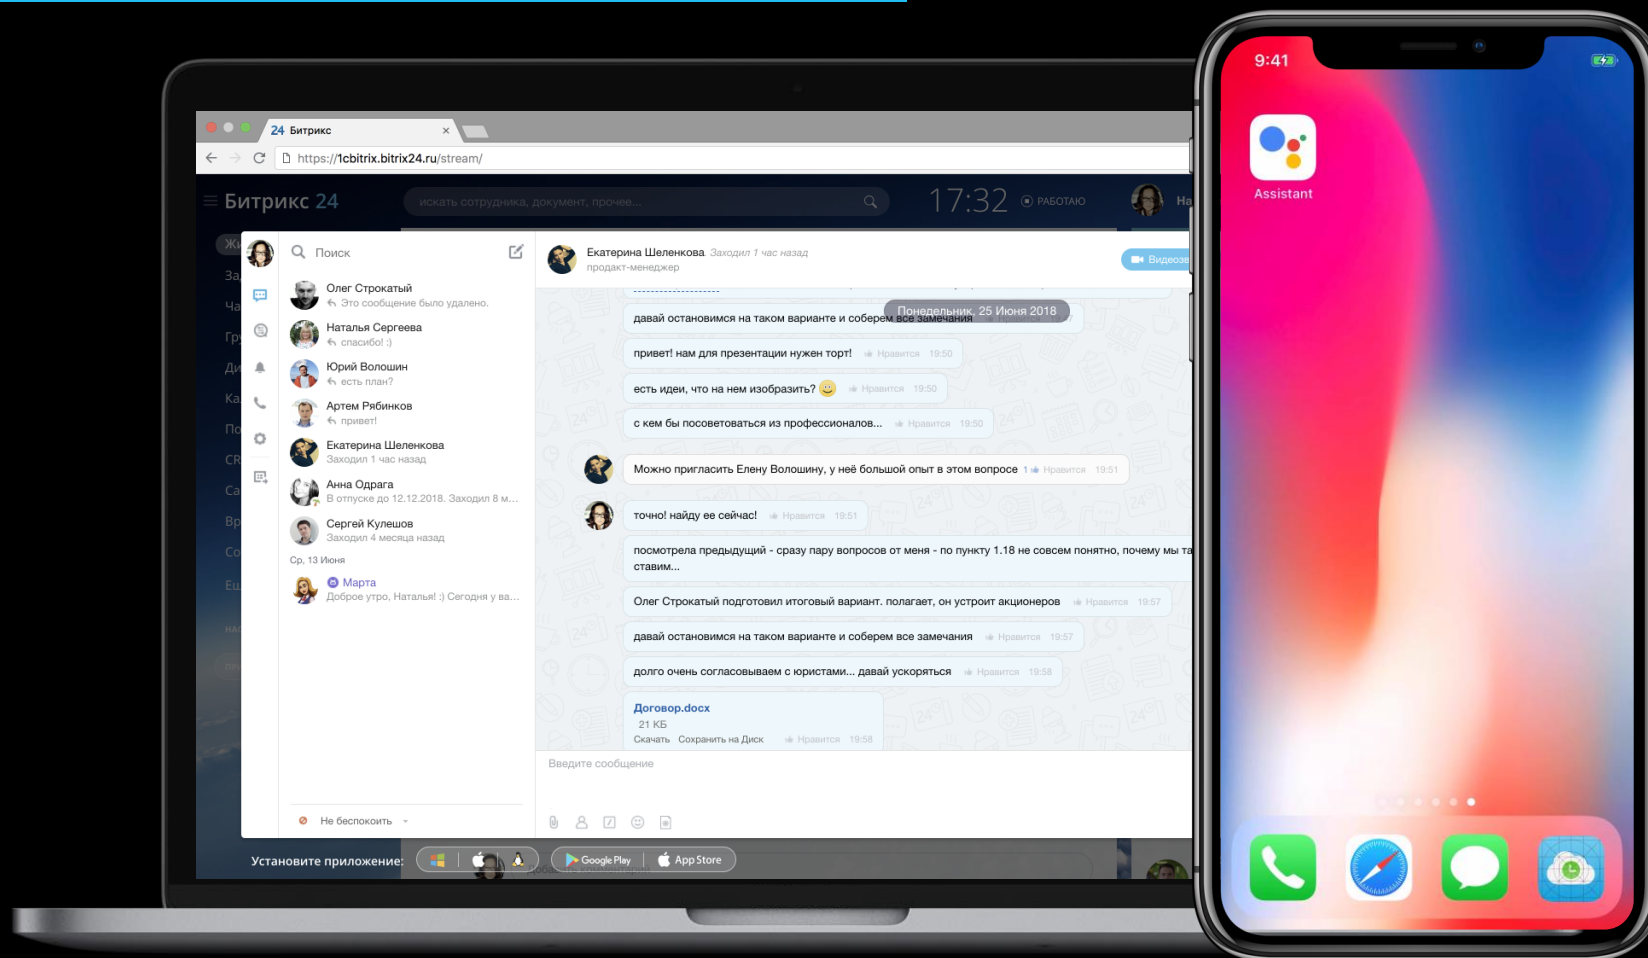 24 Битрикс
https://1cbitrix.bitrix24.ru/stream/
Битрикс 24
искать сотрудника, документ, прочее...
17:32
РАБОТАЮ
На
Поиск
Олег Строкатый
Это сообщение было удалено.
Наталья Сергеева
спасибо! :)
Юрий Волошин
есть план?
Артем Рябинков
привет!
Екатерина Шеленкова
Заходил 1 час назад
Анна Одрага
В отпуске до 12.12.2018. Заходил 8 м...
Сергей Кулешов
Заходил 4 месяца назад
Ср, 13 Июня
Марта
Доброе утро, Наталья! :) Сегодня у ва...
Не беспокоить
Екатерина Шеленкова Заходил 1 час назад
продакт-менеджер
Видеозв
Понедельник, 25 Июня 2018
давай остановимся на таком варианте и соберем все замечания
привет! нам для презентации нужен торт! Нравится 19:50
есть идеи, что на нем изобразить? Нравится 19:50
с кем бы посоветоваться из профессионалов... Нравится 19:50
Можно пригласить Елену Волошину, у неё большой опыт в этом вопросе 1 Нравится 19:51
точно! найду ее сейчас! Нравится 19:51
посмотрела предыдущий - сразу пару вопросов от меня - по пункту 1.18 не совсем понятно, почему мы та
ставим...
Олег Строкатый подготовил итоговый вариант. полагает, он устроит акционеров Нравится 19:57
давай остановимся на таком варианте и соберем все замечания Нравится 19:57
долго очень согласовываем с юристами... давай ускоряться Нравится 19:58
Договор.docx
21 КБ
Скачать Сохранить на Диск Нравится 19:58
Введите сообщение
Установите приложение:
Google Play
App Store
9:41
Assistant